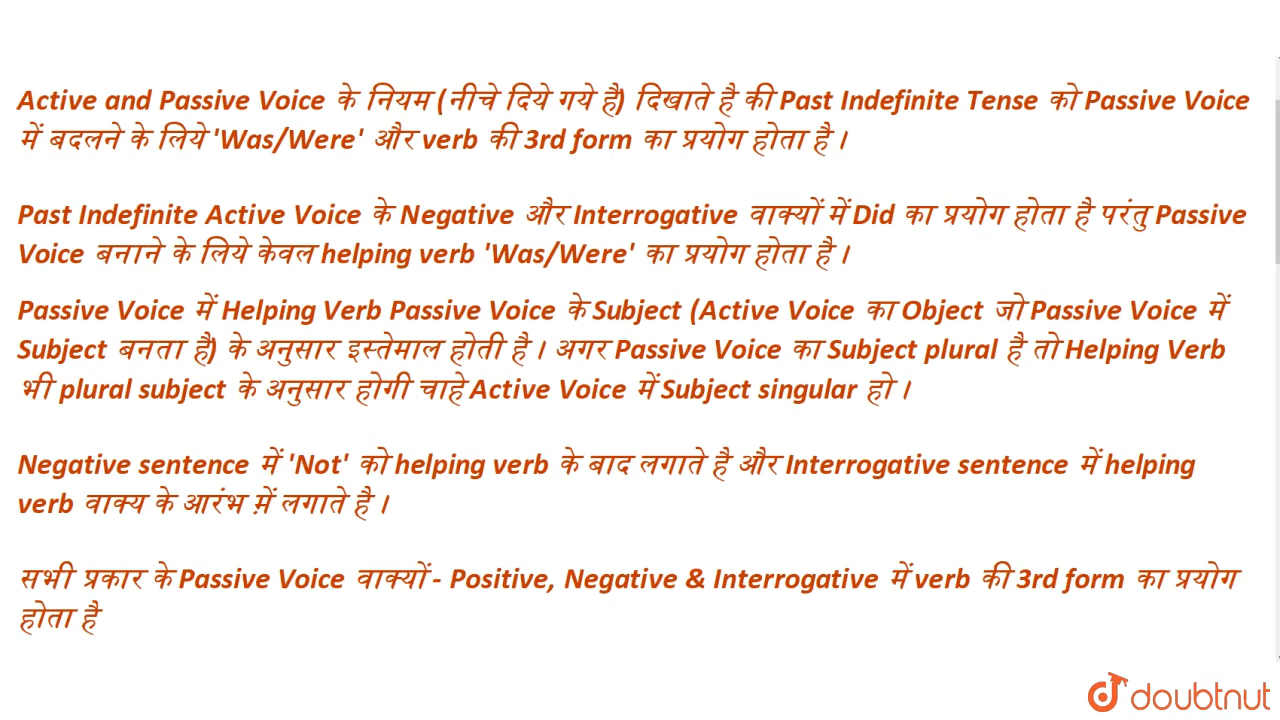 Active and Passive Voice के नियम (नीचे दिये गये है) दिखाते है की Past Indefinite Tense को Passive Voice
में बदलने के लिये 'Was/Were' और verb की 3rd form का प्रयोग होता है।
Past Indefinite Active Voice के Negative और Interrogative वाक्यों में Did का प्रयोग होता है परंतु Passive
Voice बनाने के लिये केवल helping verb 'Was/Were' का प्रयोग होता है।
Passive Voice में Helping Verb Passive Voice के Subject (Active Voice का Object जो Passive Voice में
Subject बनता है) के अनुसार इस्तेमाल होती है। अगर Passive Voice का Subject plural है तो Helping Verb
भी plural subject के अनुसार होगी चाहे Active Voice में Subject singular हो।
Negative sentence में 'Not' को helping verb के बाद लगाते है और Interrogative sentence में helping
verb वाक्य के आरंभ में लगाते है।
सभी प्रकार के Passive Voice वाक्यों - Positive, Negative & Interrogative में verb की 3rd form का प्रयोग
होता है
doubtnut